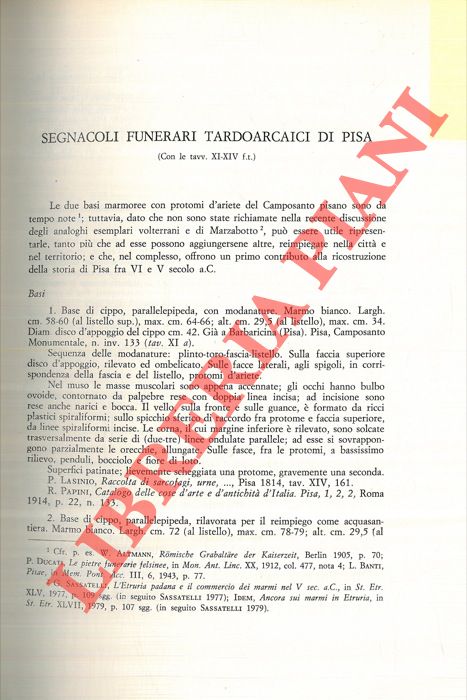 SEGNACOLI FUNERARI TARDOARCAICI DI PISA
(Con le tavv. XI-XIV f.t.)
Le due basi marmoree con protomi d'ariete del Camposanto pisano sono da
tempo note ¹; tuttavia, dato che non sono state richiamate nella recente discussione
degli analoghi esemplari volterrani e di Marzabotto ², può essere utile ripresen-
tarle, tanto più che ad esse possono aggiungersene altre, reimpiegate nella città e
nel territorio; e che, nel complesso, offrono un primo contributo alla ricostruzione
della storia di Pisa fra VI e V secolo a.C.
Basi
1. Base di cippo, parallelepipeda, con modanature. Marmo bianco. Largh.
cm. 58-60 (al listello sup.), max. cm. 64-66; alt. cm. 29,5 (al listello), max. cm. 34.
Diam. disco d'appoggio del cippo cm. 42. Già a Barbaricina (Pisa). Pisa, Camposanto
Monumentale, n. inv. 133 (tav. XI a).
Sequenza delle modanature: plinto-toro-fascia-listello. Sulla faccia superiore
disco d'appoggio, rilevato ed ombelicato. Sulle facce laterali, agli spigoli, in corri-
spondenza della fascia e del listello, protomi d'ariete.
Nel muso le masse muscolari sono rilevate e tennate; gli occhi hanno bulbo
ovoide, contornato da palpebre rese con una linea incisa; ad incisione sono
rese anche narici e bocca. Il vello sulla fronte e sulle guance, è formato da ricci
plastici spiraliformi; sullo spicchio sferico di raccordo fra protome e faccia superiore,
da linee spiraliformi incise. Le corna, il cui margine inferiore è rilevato, sono solcate
trasversalmente da serie di (due-tre) linee ondulate parallele; ad esse si sovrappon-
gono parzialmente le orecchie allungate. Sulle fasce, fra le protomi, a bassissimo
rilievo, penduli, bocciolo e fiore di loto.
Superfici patinate; lievemente scheggiata una protome, gravemente una seconda.
P. LASINIO, Raccolta di sarcofagi, urne, ..., Pisa 1814, tav. XIV, 161.
R. PAPINI, Catalogo delle cose d'arte e d'antichità d'Italia. Pisa, 1, 2, 2, Roma
1914, p. 22, n. 133.
2. Base di cippo, parallelepipeda, rilavorata per il reimpiego come acquasan-
tiera. Marmo bianco. Largh. cm. 72 (al listello), max. cm. 78-79; alt. cm. 29,5 (al
¹ Cfr. p. es. W. ALTMANN, Römische Grabaltäre der Kaiserzeit, Berlin 1905, p. 70;
P. DUCATI, Le pietre funerarie felsinee, in Mon. Ant. Linc. XX, 1912, col. 477, nota 4; L. BANTI,
Pisae, in Mem. Pont. Acc. III, 6, 1943, p. 77.
² G. SASSATELLI, L'Etruria padana e il commercio dei marmi nel V sec. a.C., in St. Etr.
XLV, 1977, p. 109 sgg. (in seguito SASSATELLI 1977); IDEM, Ancora sui marmi in Etruria, in
St. Etr. XLVII, 1979, p. 107 sgg. (in seguito SASSATELLI 1979).
LIBRERIA PIANI